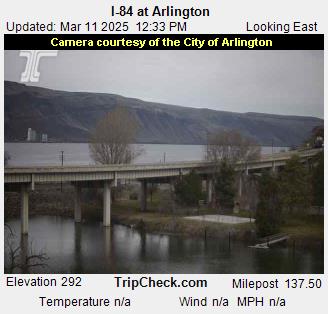 I-84 at Arlington
Updated: Mar 11 2025 12:33 PM Looking East
Camera courtesy of the City of Arlington
Elevation 292 TripCheck.com Milepost 137.50
Temperature n/a Wind n/a MPH n/a